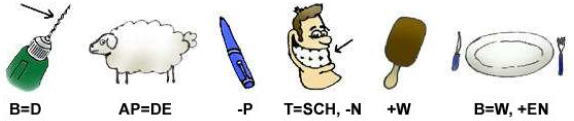 B=D AP=DE -P T=SCH, -N +W B=W, +EN